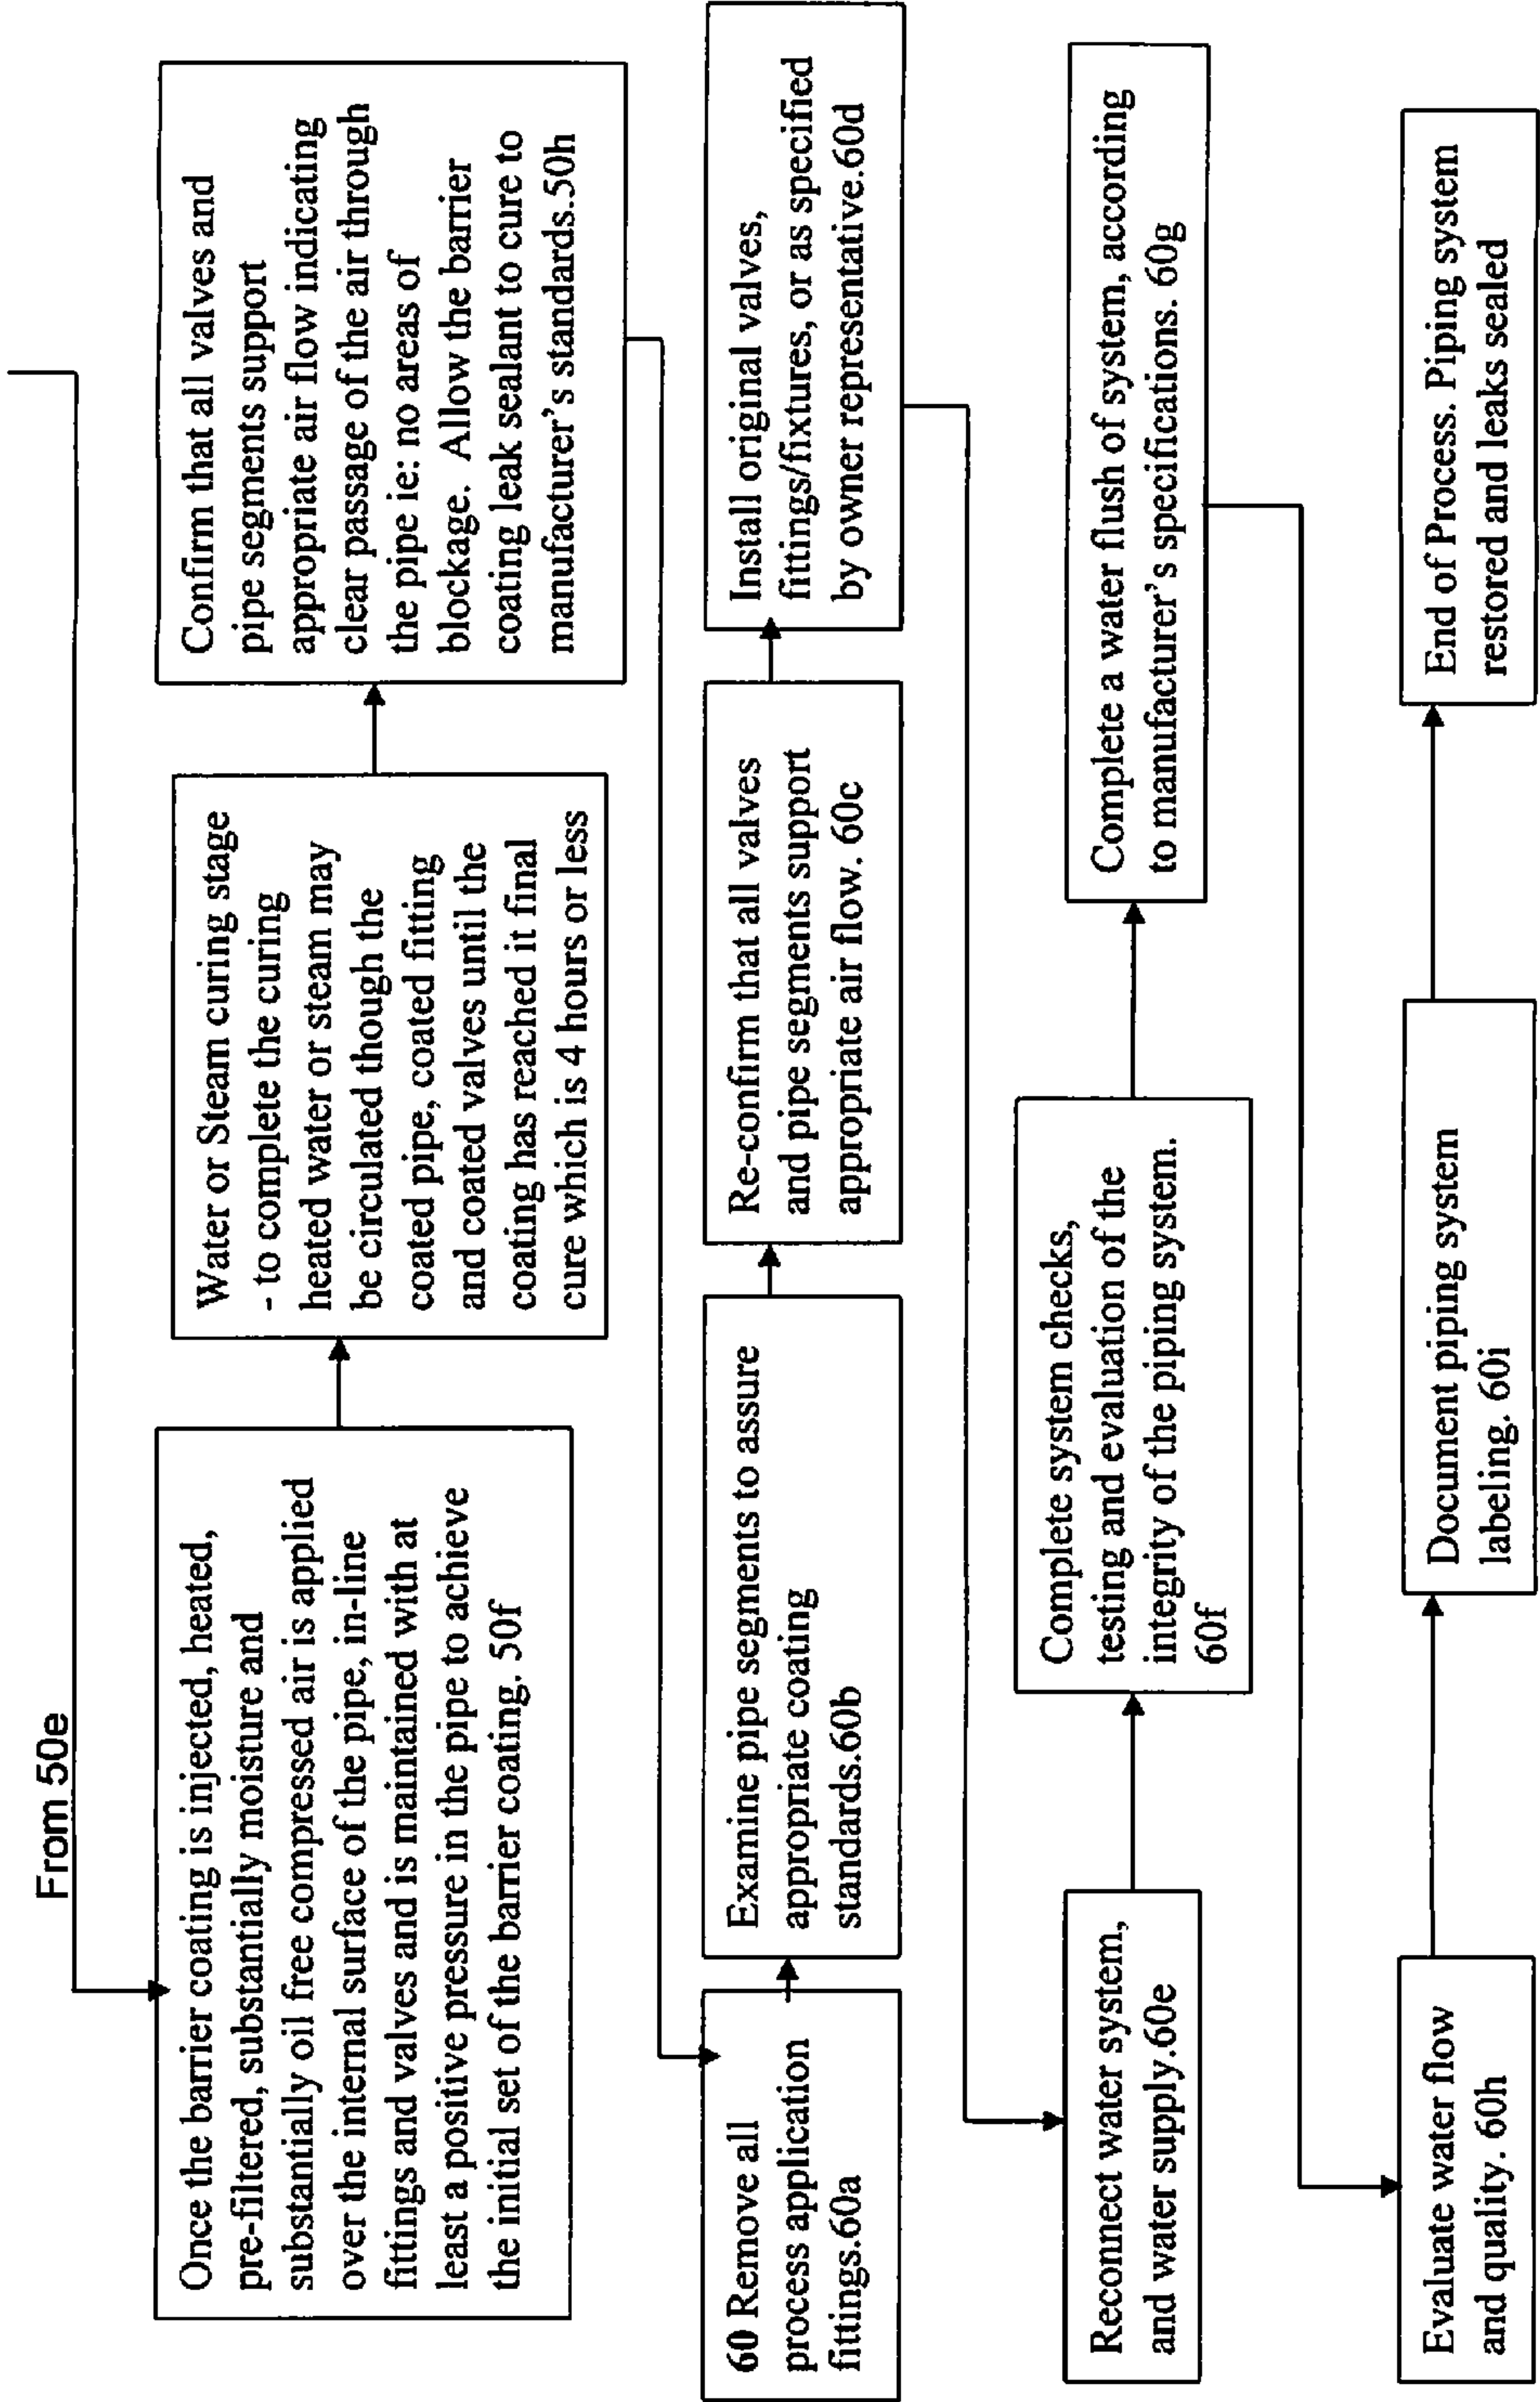 From 50e
Once the barrier coating is injected, heated,
pre-filtered, substantially moisture and
substantially oil free compressed air is applied
over the internal surface of the pipe, in-line
fittings and valves and is maintained with at
least a positive pressure in the pipe to achieve
the initial set of the barrier coating. 50f
Water or Steam curing stage
- to complete the curing
heated water or steam may
be circulated though the
coated pipe, coated fitting
and coated valves until the
coating has reached it final
cure which is 4 hours or less
Confirm that all valves and
pipe segments support
appropriate air flow indicating
clear passage of the air through
the pipe ie: no areas of
blockage. Allow the barrier
coating leak sealant to cure to
manufacturer's standards.50h
60 Remove all
process application
fittings.60a
Examine pipe segments to assure
appropriate coating
standards.60b
Re-confirm that all valves
and pipe segments support
appropriate air flow. 60c
Install original valves,
fittings/fixtures, or as specified
by owner representative.60d
Reconnect water system,
and water supply.60e
Complete system checks,
testing and evaluation of the
integrity of the piping system.
60f
Complete a water flush of system, according
to manufacturer's specifications. 60g
Evaluate water flow
and quality. 60h
Document piping system
labeling. 60i
End of Process. Piping system
restored and leaks sealed